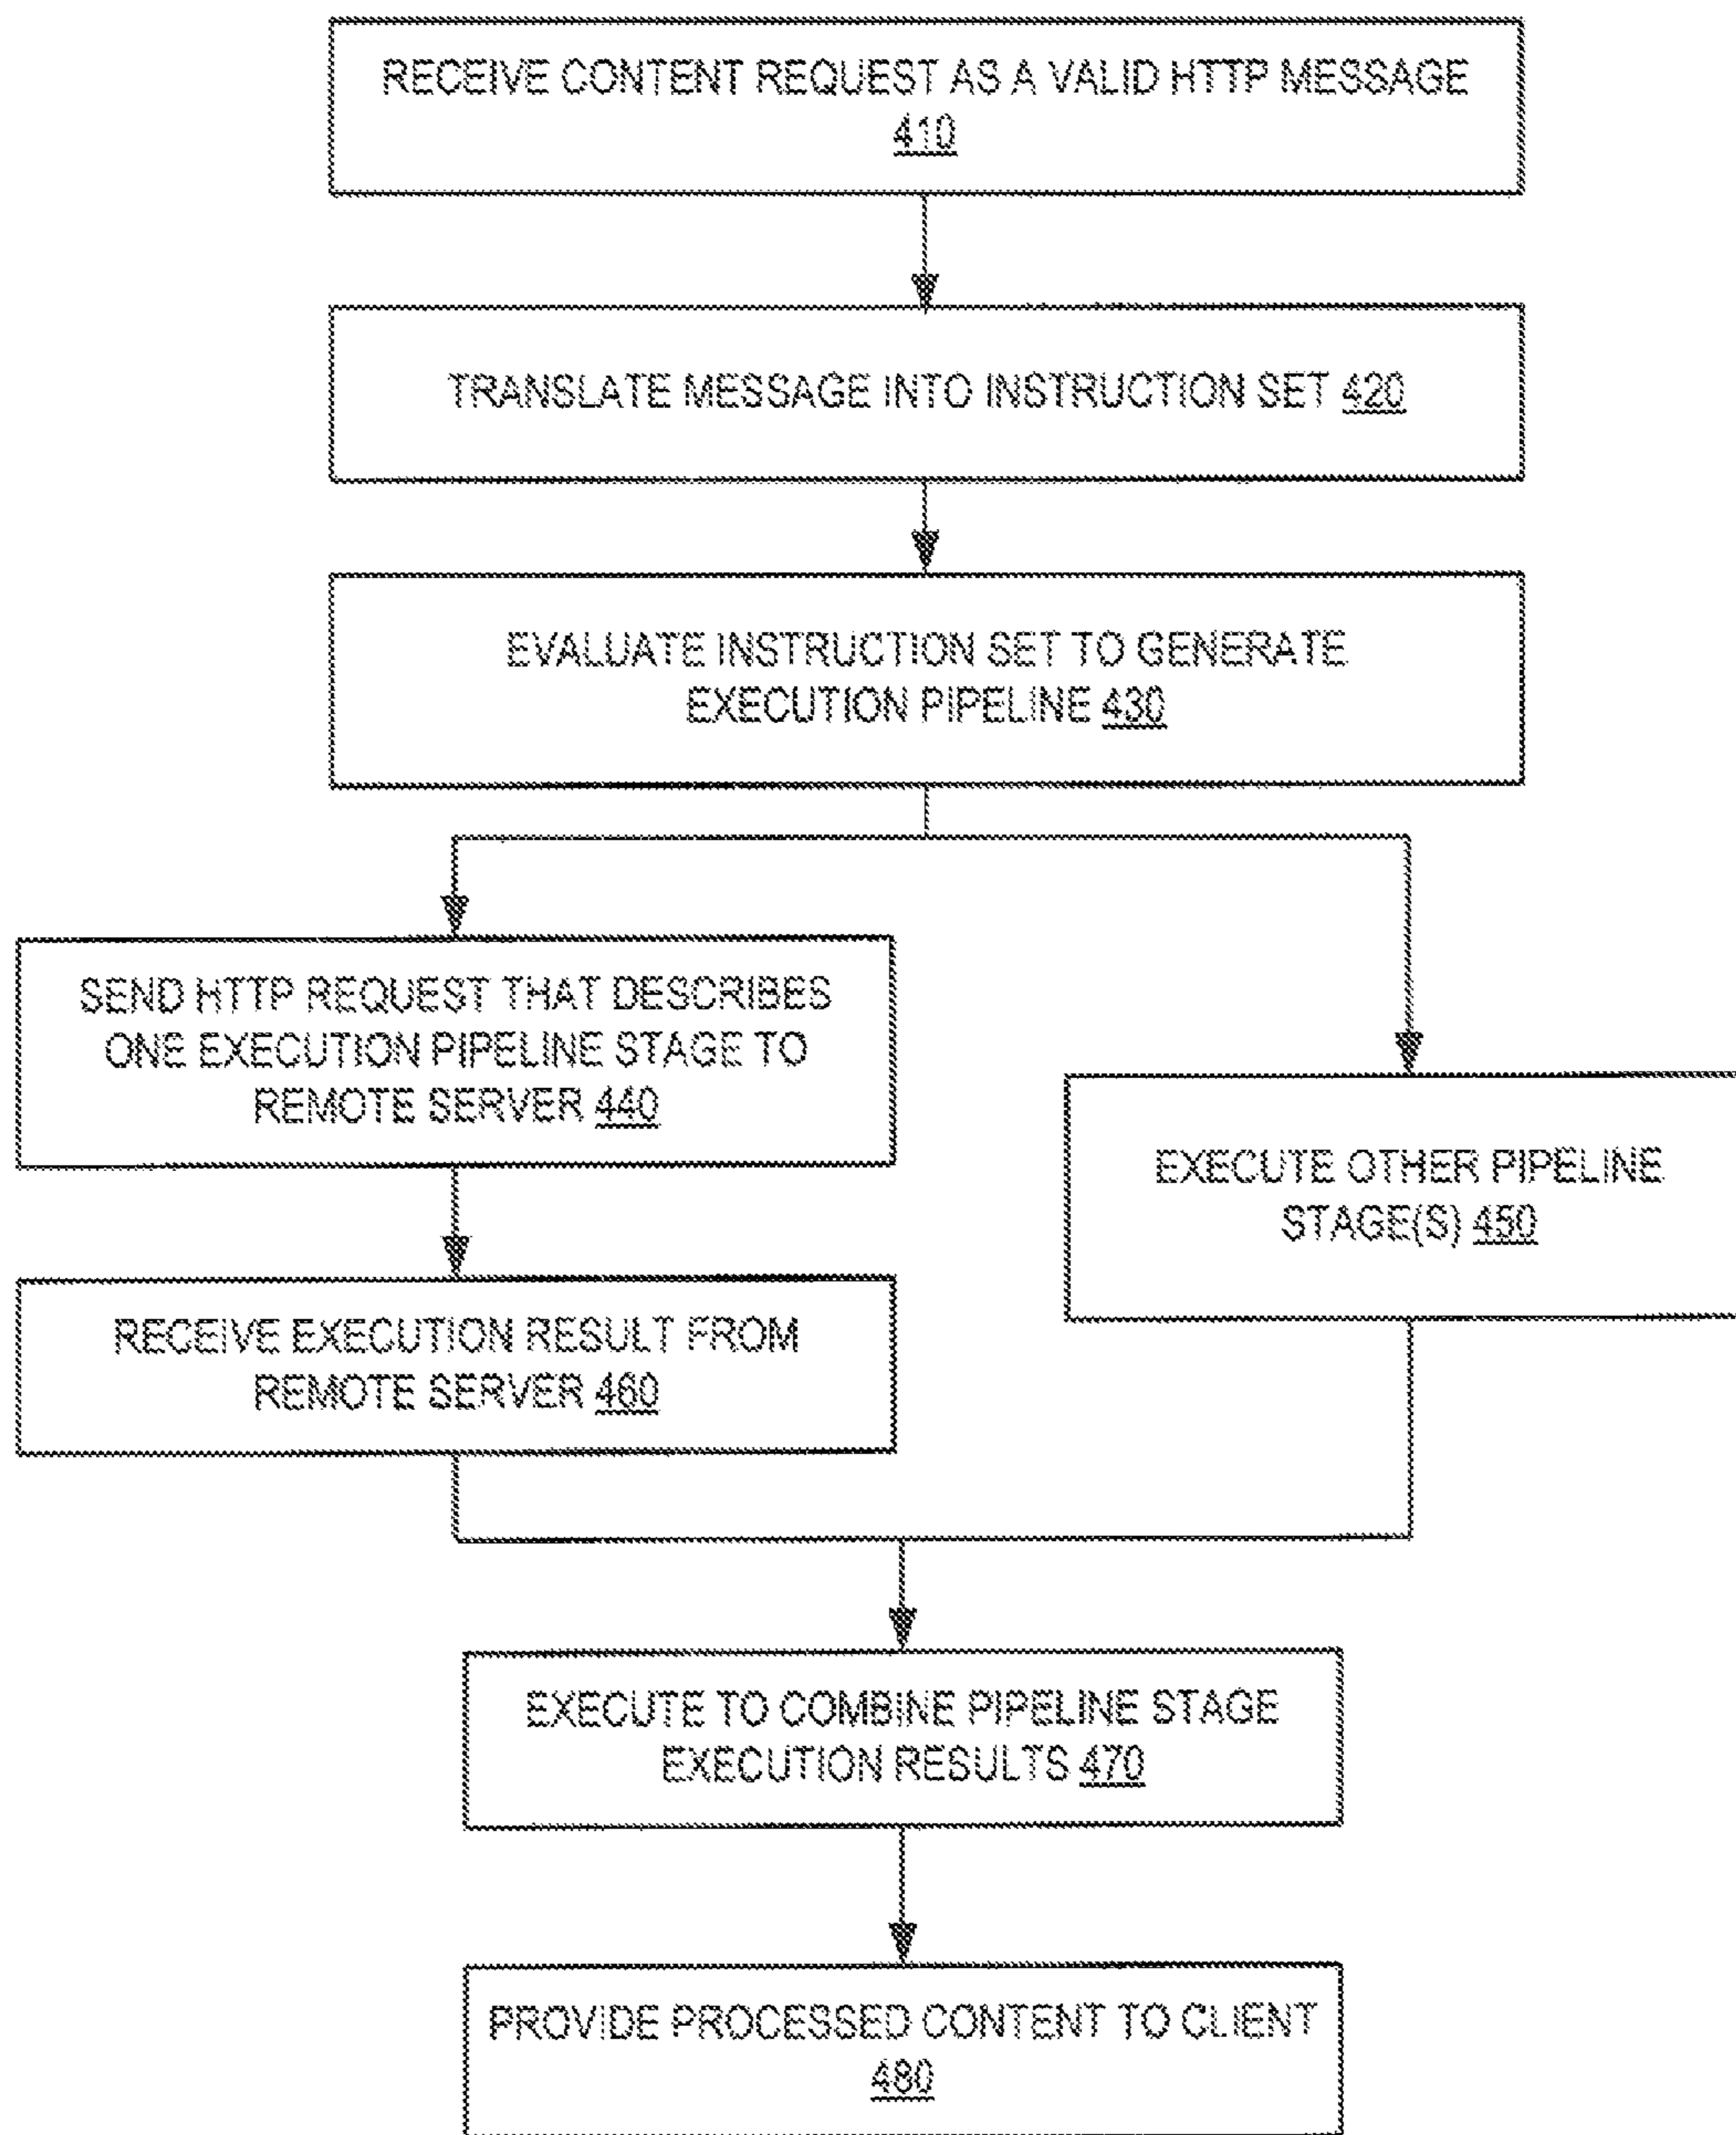 RECEIVE CONTENT REQUEST AS A VALID HTTP MESSAGE
410
TRANSLATE MESSAGE INTO INSTRUCTION SET 420
EVALUATE INSTRUCTION SET TO GENERATE
EXECUTION PIPELINE 430
SEND HTTP REQUEST THAT DESCRIBES
ONE EXECUTION PIPELINE STAGE TO
REMOTE SERVER 440
EXECUTE OTHER PIPELINE
STAGE(S) 450
RECEIVE EXECUTION RESULT FROM
REMOTE SERVER 460
EXECUTE TO COMBINE PIPELINE STAGE
EXECUTION RESULTS 470
PROVIDE PROCESSED CONTENT TO CLIENT
480